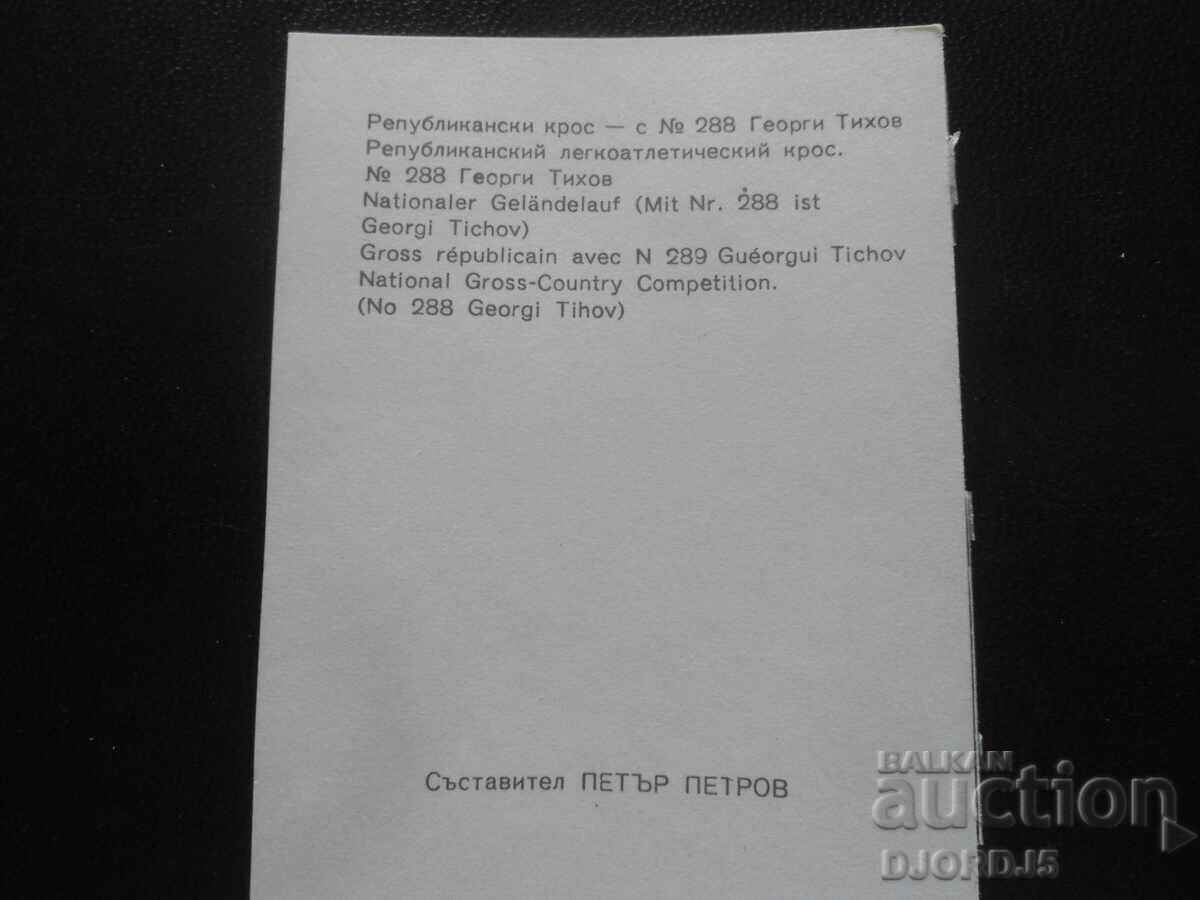 Републикански крос — с № 288 Георги Тихов
Републиканский легкоатлетический крос.
№ 288 Георги Тихов
Nationaler Geländelauf (Mit Nr. 288 ist
Georgi Tichov)
Gross républicain avec N 289 Guéorgui Tichov
National Gross-Country Competition.
(No 288 Georgi Tihov)
Съставител ПЕТЪР ПЕТРОВ
BALKAN
auction
DJORDJ5